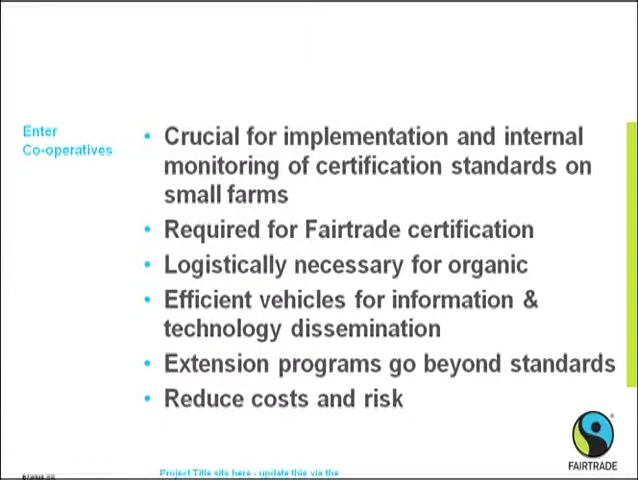 Enter
Co-operatives
• Crucial for implementation and internal
monitoring of certification standards on
small farms
• Required for Fairtrade certification
• Logistically necessary for organic
• Efficient vehicles for information &
technology dissemination
• Extension programs go beyond standards
• Reduce costs and risk
FAIRTRADE
Project Title site here - update this via the